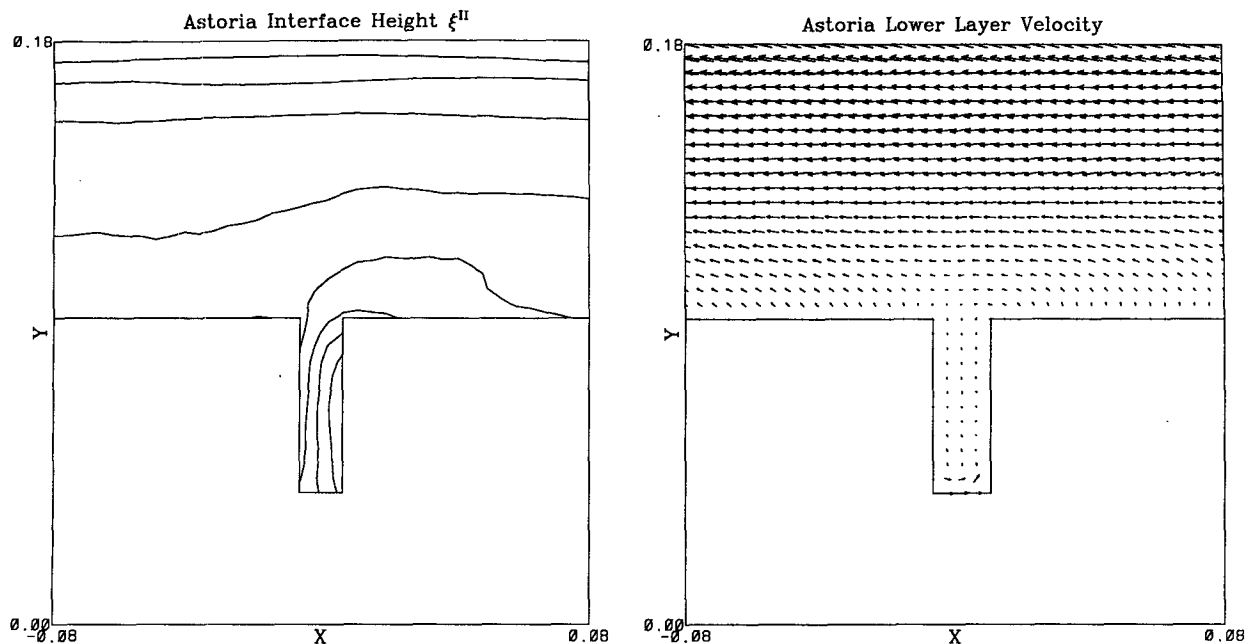 Astoria Interface Height ξᴵᴵ
0.18
Y
0.00
-0.08
X
0.08
Astoria Lower Layer Velocity
0.18
Y
0.00
-0.08
X
0.08